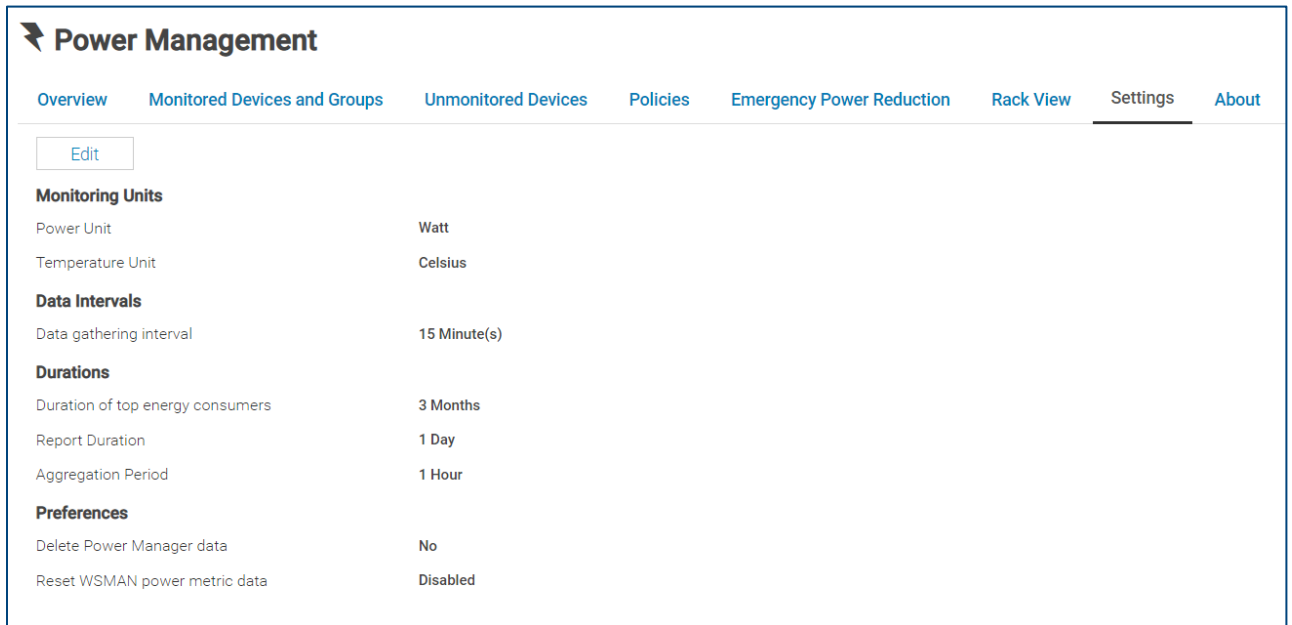 Power Management
Overview Monitored Devices and Groups Unmonitored Devices Policies Emergency Power Reduction Rack View Settings About
Edit
Monitoring Units
Power Unit Watt
Temperature Unit Celsius
Data Intervals
Data gathering interval 15 Minute(s)
Durations
Duration of top energy consumers 3 Months
Report Duration 1 Day
Aggregation Period 1 Hour
Preferences
Delete Power Manager data No
Reset WSMAN power metric data Disabled